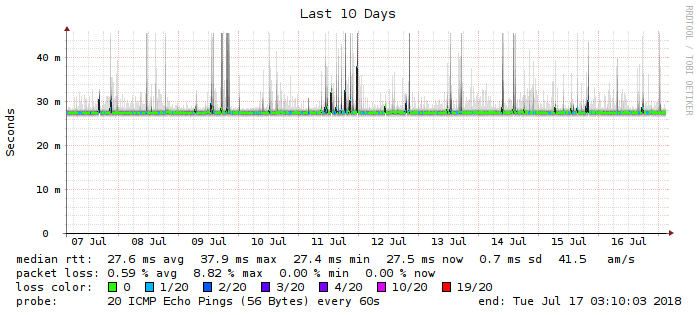 Last 10 Days
RRDTOOL / TOBI OETIKER
Seconds
40 m
30 m
20 m
10 m
0
07 Jul 08 Jul 09 Jul 10 Jul 11 Jul 12 Jul 13 Jul 14 Jul 15 Jul 16 Jul
median rtt: 27.6 ms avg 37.9 ms max 27.4 ms min 27.5 ms now 0.7 ms sd 41.5 am/s
packet loss: 0.59 % avg 8.82 % max 0.00 % min 0.00 % now
loss color: 0 1/20 2/20 3/20 4/20 10/20 19/20
probe: 20 ICMP Echo Pings (56 Bytes) every 60s end: Tue Jul 17 03:10:03 2018